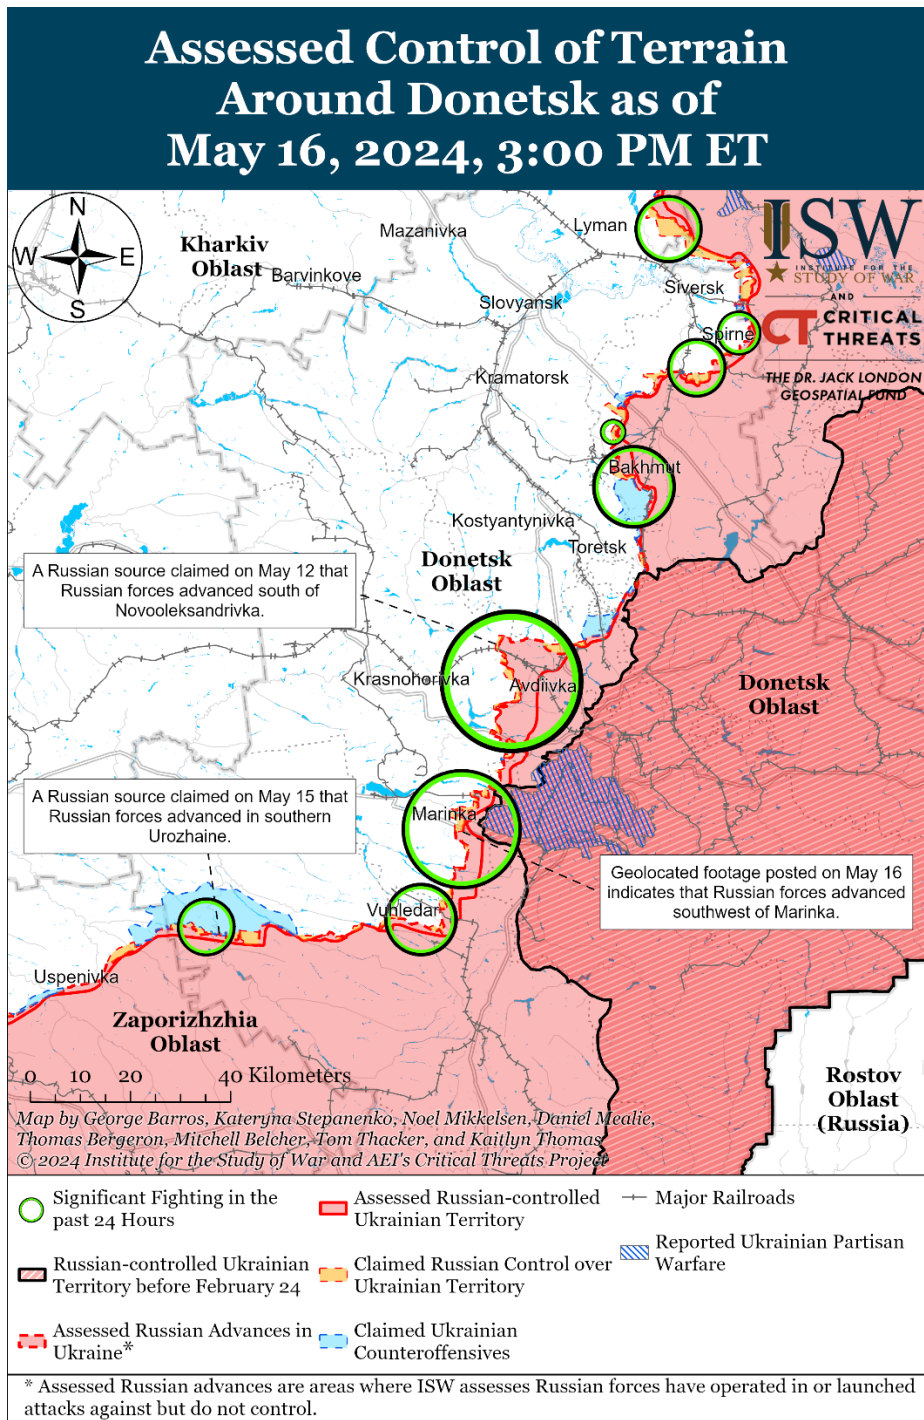 Assessed Control of Terrain
Around Donetsk as of
May 16, 2024, 3:00 PM ET
N
W
E
S
Kharkiv
Oblast
Mazanivka
Barvinkove
Lyman
ISW
INSTITUTE FOR THE
STUDY OF WAR
AND
CT CRITICAL
THREATS
THE DR. JACK LONDON
GEOSPATIAL FUND
Siversk
Slovyansk
Spirne
Kramatorsk
Bakhmut
Kostyantynivka
Toretsk
Donetsk
Oblast
A Russian source claimed on May 12 that
Russian forces advanced south of
Novooleksandrivka.
Krasnohorivka
Avdiivka
Donetsk
Oblast
A Russian source claimed on May 15 that
Russian forces advanced in southern
Urozhaine.
Marinka
Geolocated footage posted on May 16
indicates that Russian forces advanced
southwest of Marinka.
Vuhledar
Uspenivka
Zaporizhzhia
Oblast
0 10 20 40 Kilometers
Rostov
Oblast
(Russia)
Map by George Barros, Kateryna Stepanenko, Noel Mikkelsen, Daniel Mealie,
Thomas Bergeron, Mitchell Belcher, Tom Thacker, and Kaitlyn Thomas
© 2024 Institute for the Study of War and AEI's Critical Threats Project
Significant Fighting in the
past 24 Hours
Russian-controlled Ukrainian
Territory before February 24
Assessed Russian Advances in
Ukraine*
Assessed Russian-controlled
Ukrainian Territory
Claimed Russian Control over
Ukrainian Territory
Claimed Ukrainian
Counteroffensives
Major Railroads
Reported Ukrainian Partisan
Warfare
* Assessed Russian advances are areas where ISW assesses Russian forces have operated in or launched
attacks against but do not control.